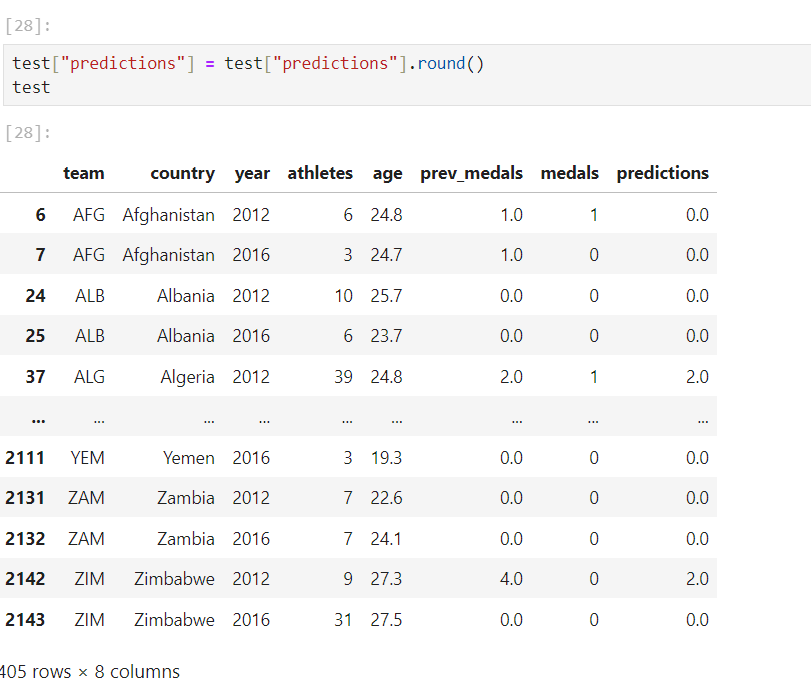 [28]:
test["predictions"] = test["predictions"].round()
test
[28]:
team country year athletes age prev_medals medals predictions
6 AFG Afghanistan 2012 6 24.8 1.0 1 0.0
7 AFG Afghanistan 2016 3 24.7 1.0 0 0.0
24 ALB Albania 2012 10 25.7 0.0 0 0.0
25 ALB Albania 2016 6 23.7 0.0 0 0.0
37 ALG Algeria 2012 39 24.8 2.0 1 2.0
... ... ... ... ... ... ... ... ...
2111 YEM Yemen 2016 3 19.3 0.0 0 0.0
2131 ZAM Zambia 2012 7 22.6 0.0 0 0.0
2132 ZAM Zambia 2016 7 24.1 0.0 0 0.0
2142 ZIM Zimbabwe 2012 9 27.3 4.0 0 2.0
2143 ZIM Zimbabwe 2016 31 27.5 0.0 0 0.0
405 rows × 8 columns